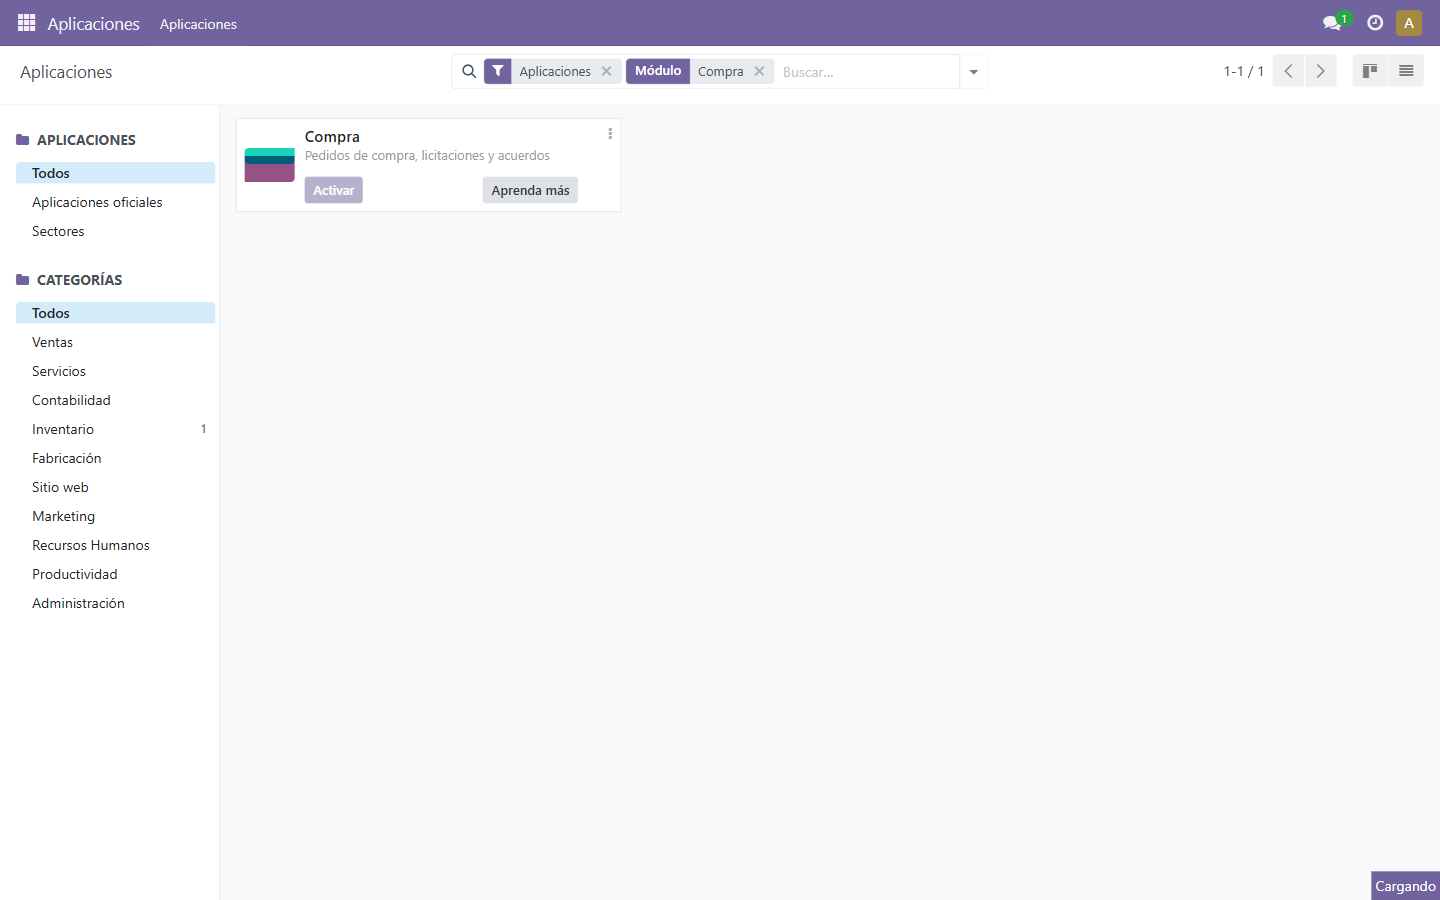 Aplicaciones
Aplicaciones
1
A
Aplicaciones
Aplicaciones
Módulo
Compra
Buscar...
1-1 / 1
APLICACIONES
Todos
Aplicaciones oficiales
Sectores
CATEGORÍAS
Todos
Ventas
Servicios
Contabilidad
Inventario 1
Fabricación
Sitio web
Marketing
Recursos Humanos
Productividad
Administración
Compra
Pedidos de compra, licitaciones y acuerdos
Activar
Aprenda más
Cargando